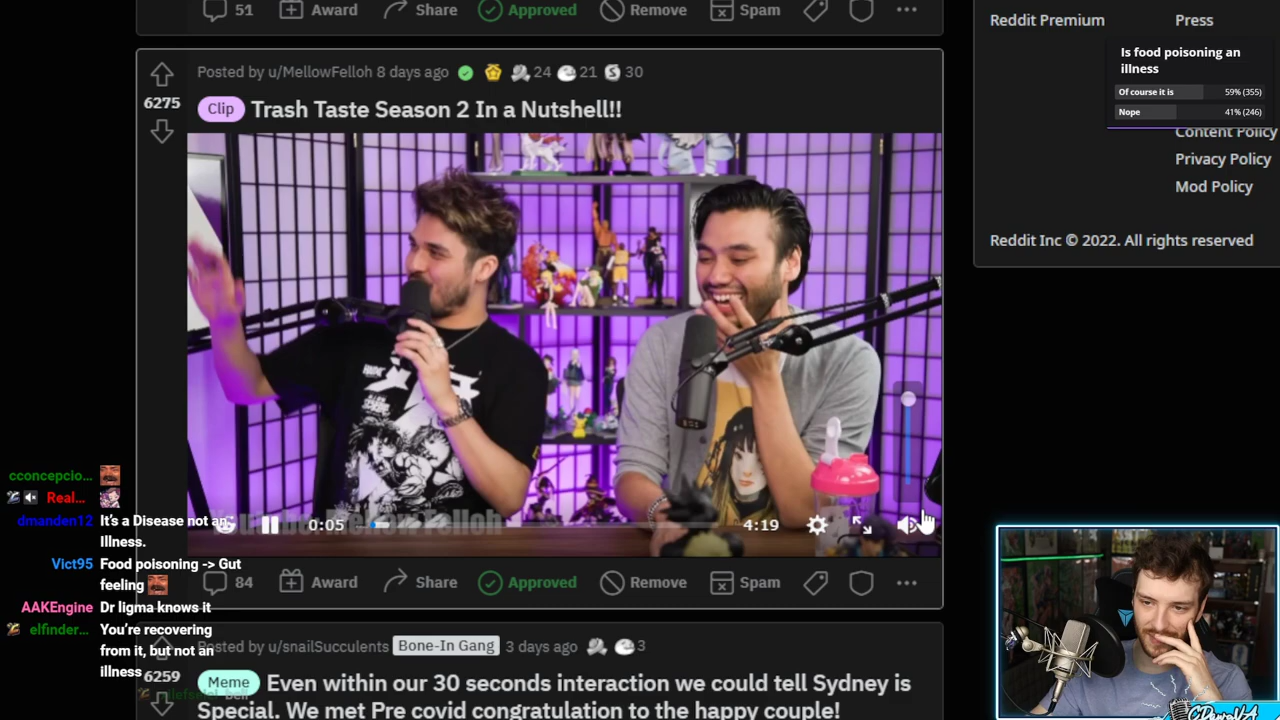 51 Award Share Approved Remove Spam
Reddit Premium Press
Is food poisoning an
illness
Of course it is 59% (355)
Nope 41% (246)
Content Policy
Privacy Policy
Mod Policy
Reddit Inc © 2022. All rights reserved
Posted by u/MellowFelloh 8 days ago 24 21 30
6275
Clip Trash Taste Season 2 In a Nutshell!!
0:05 4:19
84 Award Share Approved Remove Spam
cconcepcio...
Real...
dmanden12 It's a Disease not an
Illness.
Vict95 Food poisoning -> Gut
feeling
AAKEngine Dr ligma knows it
elfinder... You're recovering
from it, but not an
illness
Posted by u/snailSucculents Bone-In Gang 3 days ago 3
6259
Meme Even within our 30 seconds interaction we could tell Sydney is
Special. We met Pre covid congratulation to the happy couple!